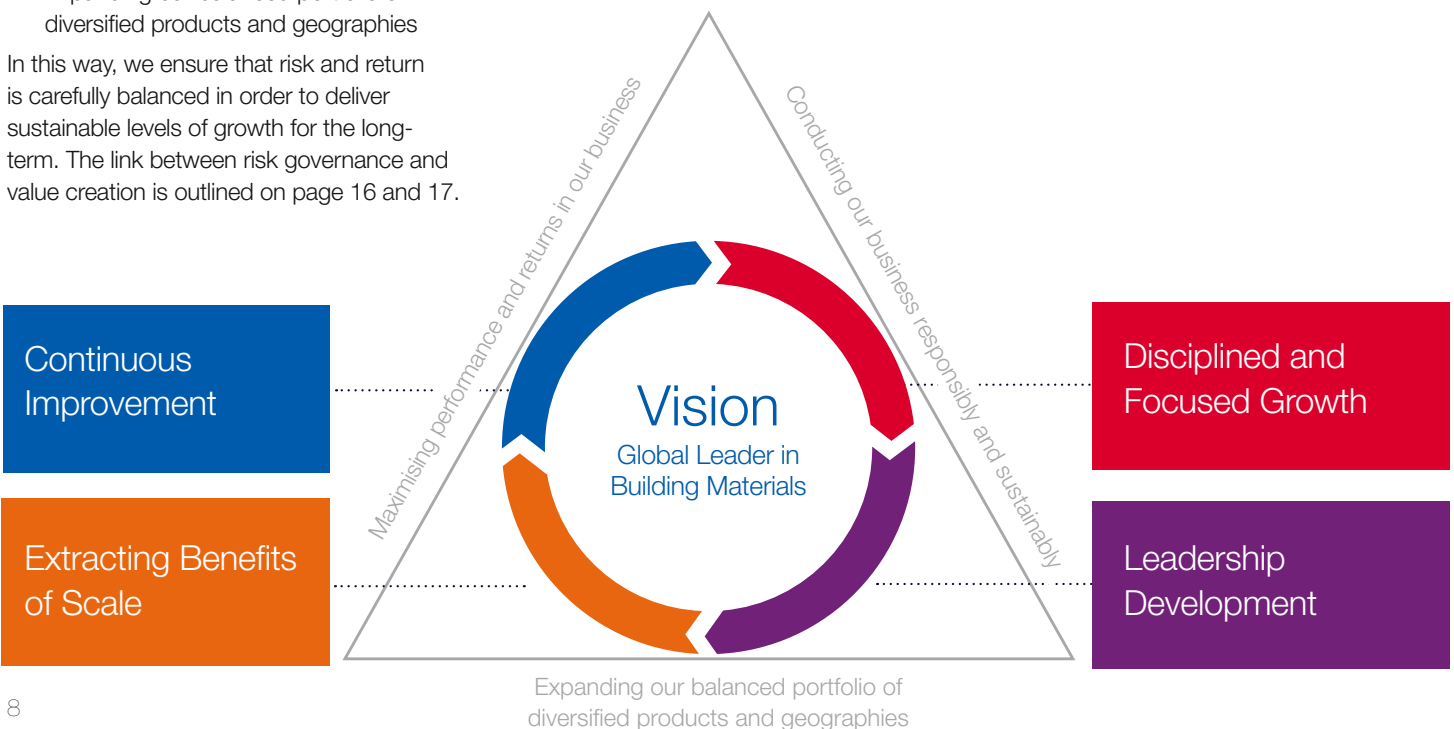 diversified products and geographies
In this way, we ensure that risk and return
is carefully balanced in order to deliver
sustainable levels of growth for the long-
term. The link between risk governance and
value creation is outlined on page 16 and 17.
Maximising performance and returns in our business
Conducting our business responsibly and sustainably
Continuous
Improvement
Extracting Benefits
of Scale
Vision
Global Leader in
Building Materials
Disciplined and
Focused Growth
Leadership
Development
Expanding our balanced portfolio of
diversified products and geographies
8